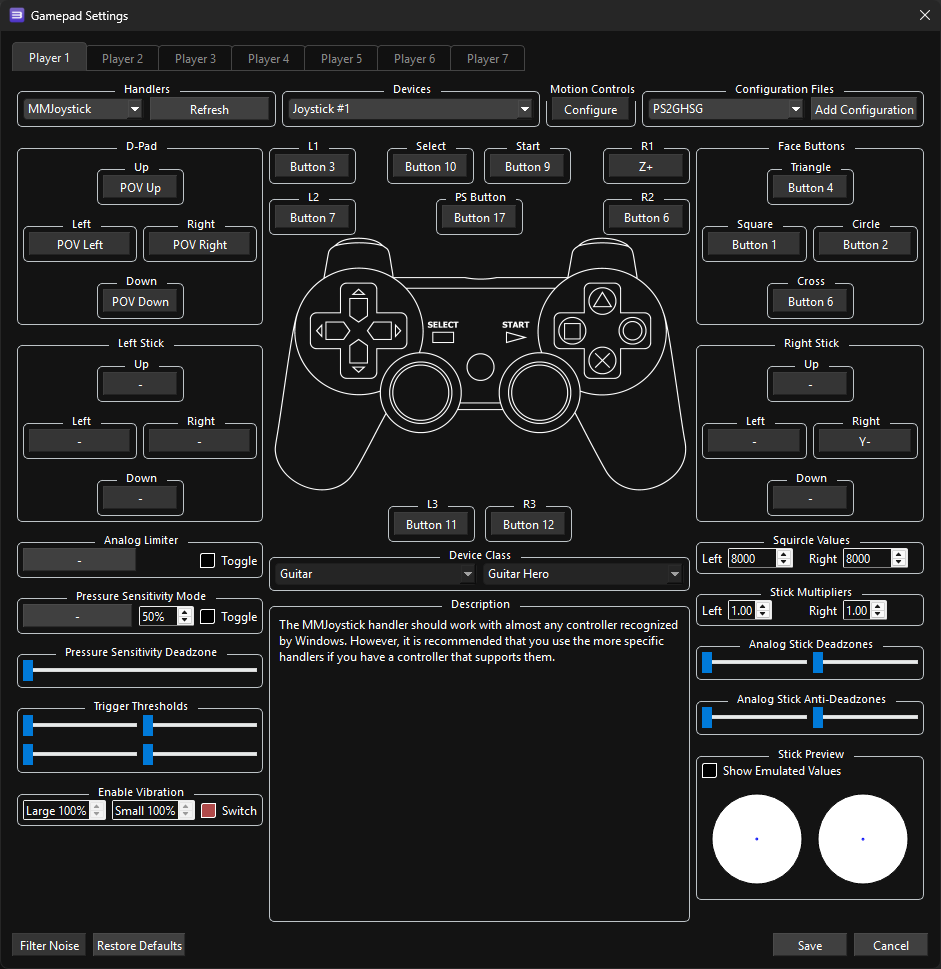 Gamepad Settings
Player 1
Player 2
Player 3
Player 4
Player 5
Player 6
Player 7
Handlers
MMJoystick
Refresh
Devices
Joystick #1
Motion Controls
Configure
Configuration Files
PS2GHSG
Add Configuration
D-Pad
Up
POV Up
Left
POV Left
Right
POV Right
Down
POV Down
L1
Button 3
Select
Button 10
Start
Button 9
R1
Z+
L2
Button 7
PS Button
Button 17
R2
Button 6
Face Buttons
Triangle
Button 4
Square
Button 1
Circle
Button 2
Cross
Button 6
SELECT
START
Left Stick
Up
-
Left
-
Right
-
Down
-
Right Stick
Up
-
Left
-
Right
Y-
Down
-
L3
Button 11
R3
Button 12
Analog Limiter
-
Toggle
Pressure Sensitivity Mode
-
50%
Toggle
Pressure Sensitivity Deadzone
Trigger Thresholds
Enable Vibration
Large 100%
Small 100%
Switch
Device Class
Guitar
Guitar Hero
Description
The MMJoystick handler should work with almost any controller recognized
by Windows. However, it is recommended that you use the more specific
handlers if you have a controller that supports them.
Squircle Values
Left
8000
Right
8000
Stick Multipliers
Left
1.00
Right
1.00
Analog Stick Deadzones
Analog Stick Anti-Deadzones
Stick Preview
Show Emulated Values
Filter Noise
Restore Defaults
Save
Cancel